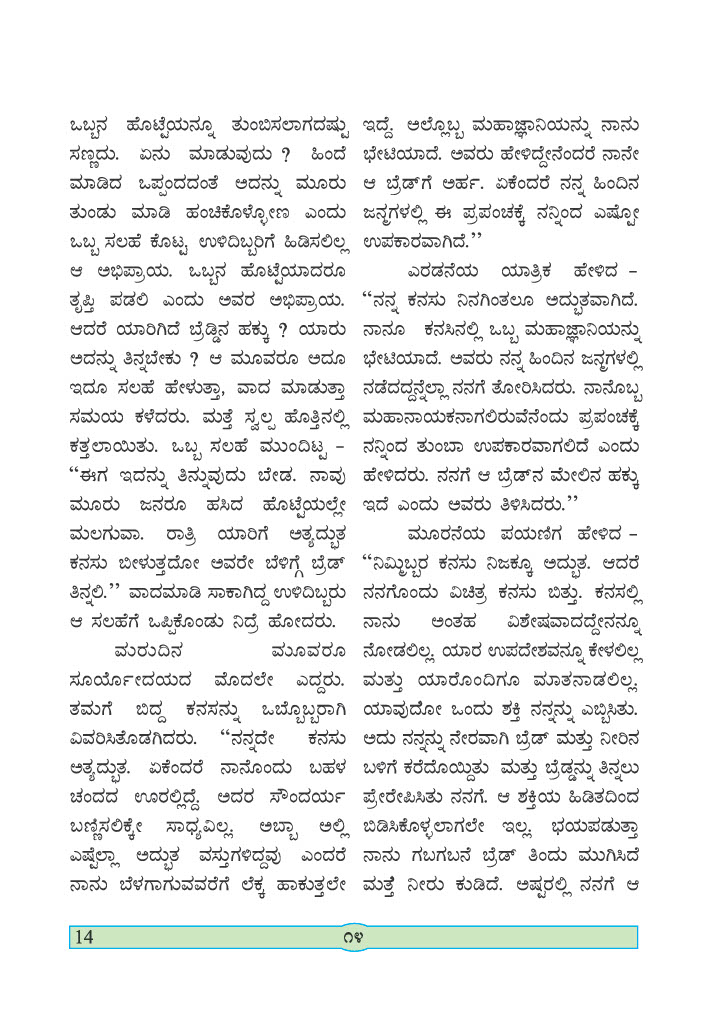 ಒಬ್ಬನ ಹೊಟ್ಟೆಯನ್ನೂ ತುಂಬಿಸಲಾಗದಷ್ಟು
ಸಣ್ಣದು. ಏನು ಮಾಡುವುದು ? ಹಿಂದೆ
ಮಾಡಿದ ಒಪ್ಪಂದದಂತೆ ಅದನ್ನು ಮೂರು
ತುಂಡು ಮಾಡಿ ಹಂಚಿಕೊಳ್ಳೋಣ ಎಂದು
ಒಬ್ಬ ಸಲಹೆ ಕೊಟ್ಟ. ಉಳಿದಿಬ್ಬರಿಗೆ ಹಿಡಿಸಲಿಲ್ಲ
ಆ ಅಭಿಪ್ರಾಯ. ಒಬ್ಬನ ಹೊಟ್ಟೆಯಾದರೂ
ತೃಪ್ತಿ ಪಡಲಿ ಎಂದು ಅವರ ಅಭಿಪ್ರಾಯ.
ಆದರೆ ಯಾರಿಗಿದೆ ಬ್ರೆಡ್ಡಿನ ಹಕ್ಕು ? ಯಾರು
ಅದನ್ನು ತಿನ್ನಬೇಕು ? ಆ ಮೂವರೂ ಅದೂ
ಇದೂ ಸಲಹೆ ಹೇಳುತ್ತಾ, ವಾದ ಮಾಡುತ್ತಾ
ಸಮಯ ಕಳೆದರು. ಮತ್ತೆ ಸ್ವಲ್ಪ ಹೊತ್ತಿನಲ್ಲಿ
ಕತ್ತಲಾಯಿತು. ಒಬ್ಬ ಸಲಹೆ ಮುಂದಿಟ್ಟ –
“ಈಗ ಇದನ್ನು ತಿನ್ನುವುದು ಬೇಡ. ನಾವು
ಮೂರು ಜನರೂ ಹಸಿದ ಹೊಟ್ಟೆಯಲ್ಲೇ
ಮಲಗುವಾ. ರಾತ್ರಿ ಯಾರಿಗೆ ಅತ್ಯದ್ಭುತ
ಕನಸು ಬೀಳುತ್ತದೋ ಅವರೇ ಬೆಳಿಗ್ಗೆ ಬ್ರೆಡ್
ತಿನ್ನಲಿ.’’ ವಾದಮಾಡಿ ಸಾಕಾಗಿದ್ದ ಉಳಿದಿಬ್ಬರು
ಆ ಸಲಹೆಗೆ ಒಪ್ಪಿಕೊಂಡು ನಿದ್ರೆ ಹೋದರು.
ಮರುದಿನ ಮೂವರೂ
ಸೂರ್ಯೋದಯದ ಮೊದಲೇ ಎದ್ದರು.
ತಮಗೆ ಬಿದ್ದ ಕನಸನ್ನು ಒಬ್ಬೊಬ್ಬರಾಗಿ
ವಿವರಿಸಿತೊಡಗಿದರು. “ನನ್ನದೇ ಕನಸು
ಅತ್ಯದ್ಭುತ. ಏಕೆಂದರೆ ನಾನೊಂದು ಬಹಳ
ಚಂದದ ಊರಲ್ಲಿದ್ದೆ. ಅದರ ಸೌಂದರ್ಯ
ಬಣ್ಣಿಸಲಿಕ್ಕೇ ಸಾಧ್ಯವಿಲ್ಲ. ಅಬ್ಬಾ ಅಲ್ಲಿ
ಎಷ್ಟೆಲ್ಲಾ ಅದ್ಭುತ ವಸ್ತುಗಳಿದ್ದವು ಎಂದರೆ
ನಾನು ಬೆಳಗಾಗುವವರೆಗೆ ಲೆಕ್ಕ ಹಾಕುತ್ತಲೇ
ಇದ್ದೆ. ಅಲ್ಲೊಬ್ಬ ಮಹಾಜ್ಞಾನಿಯನ್ನು ನಾನು
ಭೇಟಿಯಾದೆ. ಅವರು ಹೇಳಿದ್ದೇನೆಂದರೆ ನಾನೇ
ಆ ಬ್ರೆಡ್‌ಗೆ ಅರ್ಹ. ಏಕೆಂದರೆ ನನ್ನ ಹಿಂದಿನ
ಜನ್ಮಗಳಲ್ಲಿ ಈ ಪ್ರಪಂಚಕ್ಕೆ ನನ್ನಿಂದ ಎಷ್ಟೋ
ಉಪಕಾರವಾಗಿದೆ.’’
ಎರಡನೆಯ ಯಾತ್ರಿಕ ಹೇಳಿದ –
“ನನ್ನ ಕನಸು ನಿನಗಿಂತಲೂ ಅದ್ಭುತವಾಗಿದೆ.
ನಾನೂ ಕನಸಿನಲ್ಲಿ ಒಬ್ಬ ಮಹಾಜ್ಞಾನಿಯನ್ನು
ಭೇಟಿಯಾದೆ. ಅವರು ನನ್ನ ಹಿಂದಿನ ಜನ್ಮಗಳಲ್ಲಿ
ನಡೆದದ್ದನ್ನೆಲ್ಲಾ ನನಗೆ ತೋರಿಸಿದರು. ನಾನೊಬ್ಬ
ಮಹಾನಾಯಕನಾಗಲಿರುವೆನೆಂದು ಪ್ರಪಂಚಕ್ಕೆ
ನನ್ನಿಂದ ತುಂಬಾ ಉಪಕಾರವಾಗಲಿದೆ ಎಂದು
ಹೇಳಿದರು. ನನಗೆ ಆ ಬ್ರೆಡ್‌ನ ಮೇಲಿನ ಹಕ್ಕು
ಇದೆ ಎಂದು ಅವರು ತಿಳಿಸಿದರು.’’
ಮೂರನೆಯ ಪಯಣಿಗ ಹೇಳಿದ –
“ನಿಮ್ಮಿಬ್ಬರ ಕನಸು ನಿಜಕ್ಕೂ ಅದ್ಭುತ. ಆದರೆ
ನನಗೊಂದು ವಿಚಿತ್ರ ಕನಸು ಬಿತ್ತು. ಕನಸಲ್ಲಿ
ನಾನು ಅಂತಹ ವಿಶೇಷವಾದದ್ದೇನನ್ನೂ
ನೋಡಲಿಲ್ಲ. ಯಾರ ಉಪದೇಶವನ್ನೂ ಕೇಳಲಿಲ್ಲ
ಮತ್ತು ಯಾರೊಂದಿಗೂ ಮಾತನಾಡಲಿಲ್ಲ.
ಯಾವುದೋ ಒಂದು ಶಕ್ತಿ ನನ್ನನ್ನು ಎಬ್ಬಿಸಿತು.
ಅದು ನನ್ನನ್ನು ನೇರವಾಗಿ ಬ್ರೆಡ್ ಮತ್ತು ನೀರಿನ
ಬಳಿಗೆ ಕರೆದೊಯ್ದಿತು ಮತ್ತು ಬ್ರೆಡ್ಡನ್ನು ತಿನ್ನಲು
ಪ್ರೇರೇಪಿಸಿತು ನನಗೆ. ಆ ಶಕ್ತಿಯ ಹಿಡಿತದಿಂದ
ಬಿಡಿಸಿಕೊಳ್ಳಲಾಗಲೇ ಇಲ್ಲ. ಭಯಪಡುತ್ತಾ
ನಾನು ಗಬಗಬನೆ ಬ್ರೆಡ್ ತಿಂದು ಮುಗಿಸಿದೆ
ಮತ್ತೆ ನೀರು ಕುಡಿದೆ. ಅಷ್ಟರಲ್ಲಿ ನನಗೆ ಆ
14 ೧೪